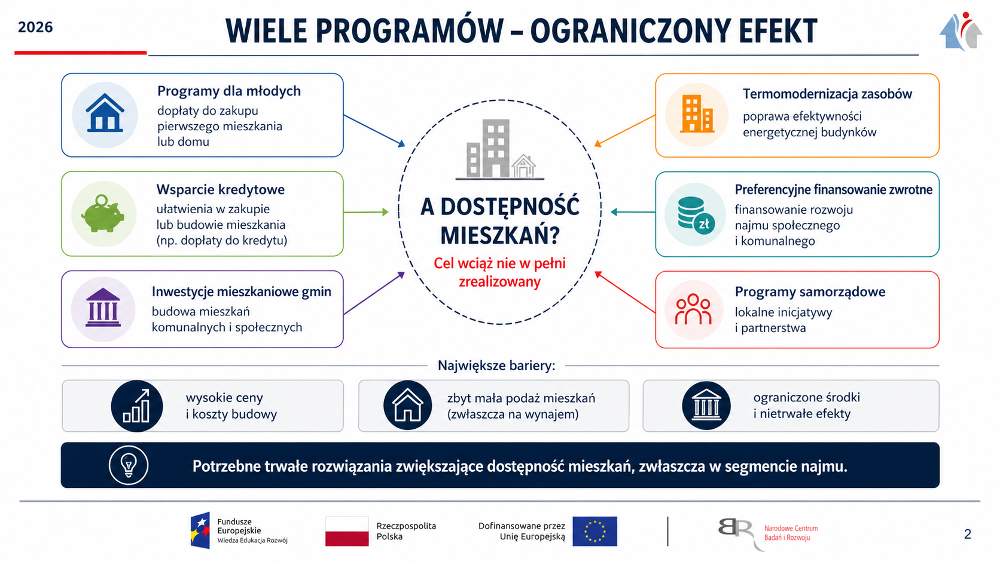 2026
WIELE PROGRAMÓW – OGRANICZONY EFEKT
Programy dla młodych
dopłaty do zakupu
pierwszego mieszkania
lub domu
Wsparcie kredytowe
ułatwienia w zakupie
lub budowie mieszkania
(np. dopłaty do kredytu)
Inwestycje mieszkaniowe gmin
budowa mieszkań
komunalnych i społecznych
A DOSTĘPNOŚĆ
MIESZKAŃ?
Cel wciąż nie w pełni
zrealizowany
Termomodernizacja zasobów
poprawa efektywności
energetycznej budynków
zł
Preferencyjne finansowanie zwrotne
finansowanie rozwoju
najmu społecznego
i komunalnego
Programy samorządowe
lokalne inicjatywy
i partnerstwa
Największe bariery:
wysokie ceny
i koszty budowy
zbyt mała podaż mieszkań
(zwłaszcza na wynajem)
ograniczone środki
i nietrwałe efekty
Potrzebne trwałe rozwiązania zwiększające dostępność mieszkań, zwłaszcza w segmencie najmu.
Fundusze
Europejskie
Wiedza Edukacja Rozwój
Rzeczpospolita
Polska
Dofinansowane przez
Unię Europejską
BR
Narodowe Centrum
Badań i Rozwoju
2